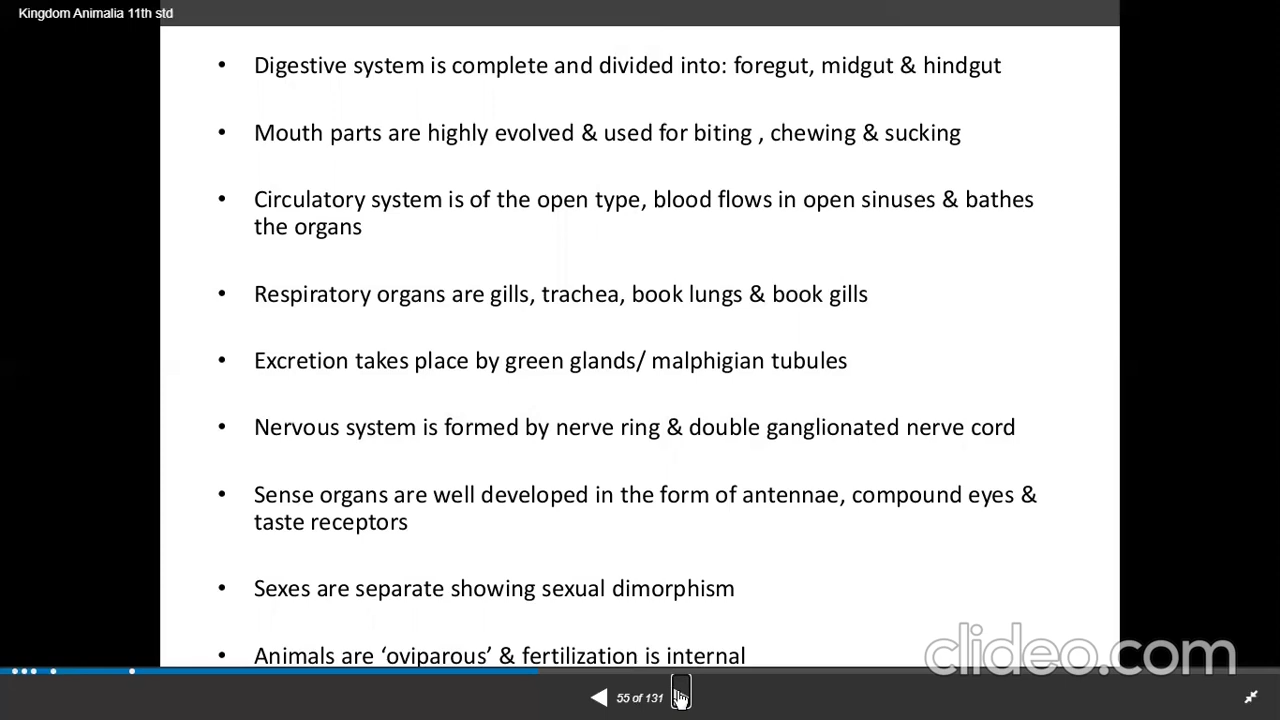 Kingdom Animalia 11th std
• Digestive system is complete and divided into: foregut, midgut & hindgut
• Mouth parts are highly evolved & used for biting , chewing & sucking
• Circulatory system is of the open type, blood flows in open sinuses & bathes
the organs
• Respiratory organs are gills, trachea, book lungs & book gills
• Excretion takes place by green glands/ malphigian tubules
• Nervous system is formed by nerve ring & double ganglionated nerve cord
• Sense organs are well developed in the form of antennae, compound eyes &
taste receptors
• Sexes are separate showing sexual dimorphism
• Animals are ‘oviparous’ & fertilization is internal
clideo.com
55 of 131